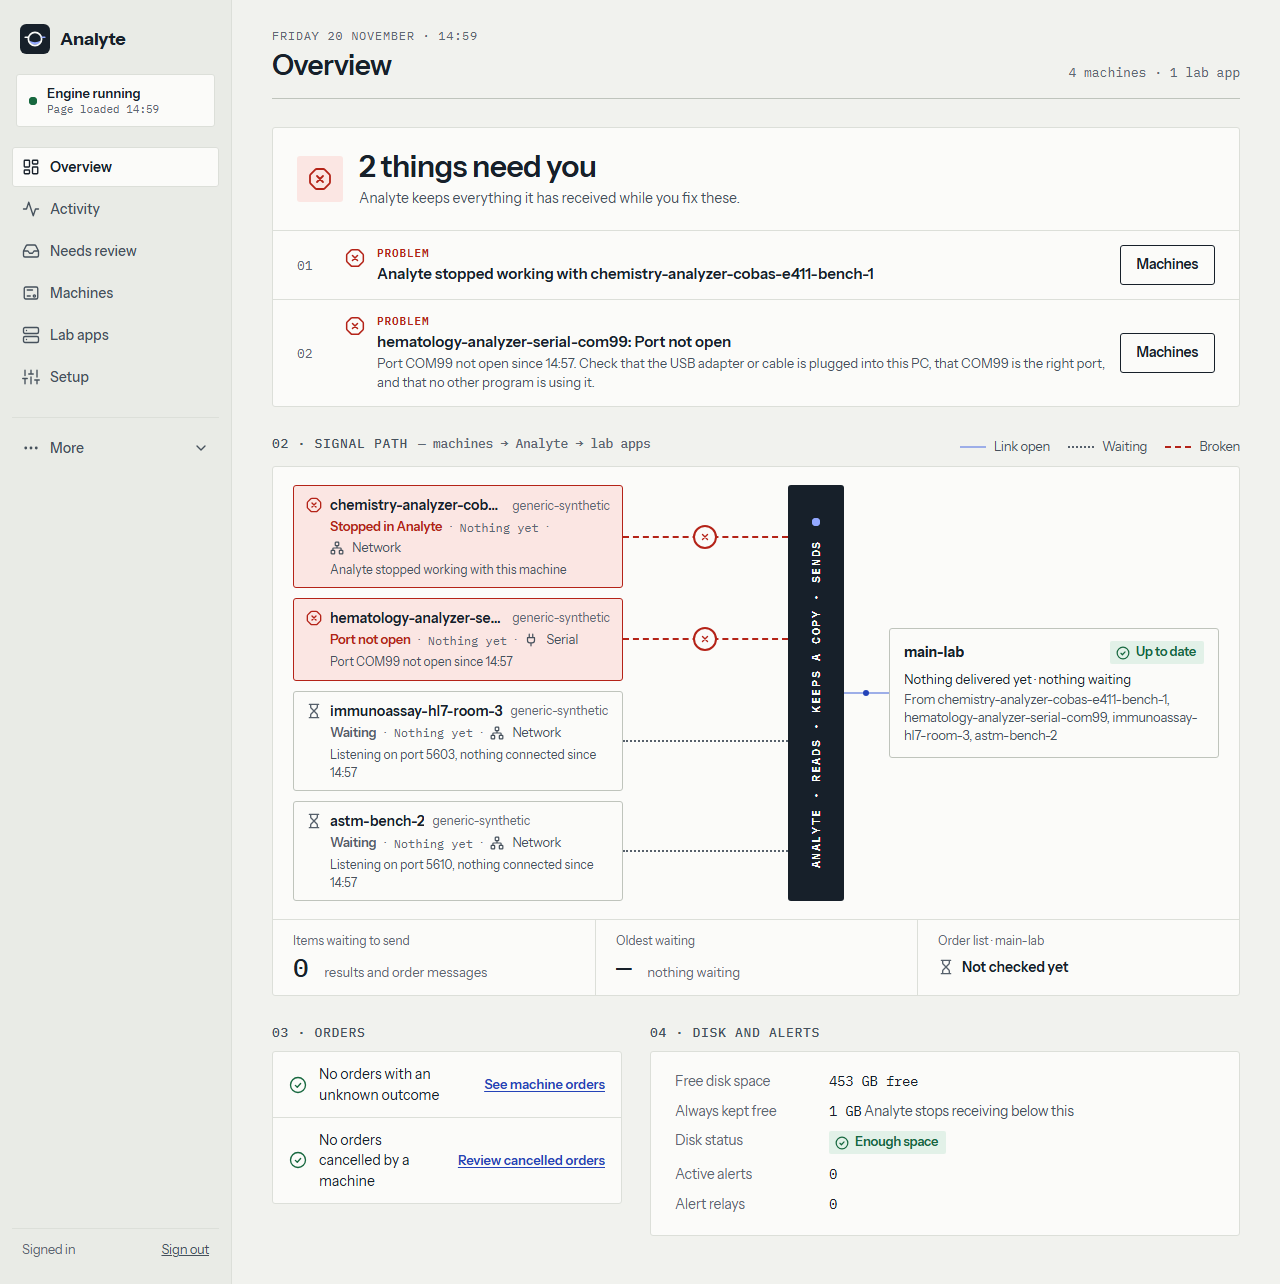 Analyte
Engine running
Page loaded 14:59
Overview
Activity
Needs review
Machines
Lab apps
Setup
More
Signed in
Sign out
FRIDAY 20 NOVEMBER · 14:59
Overview
4 machines · 1 lab app
2 things need you
Analyte keeps everything it has received while you fix these.
01
PROBLEM
Analyte stopped working with chemistry-analyzer-cobas-e411-bench-1
Machines
02
PROBLEM
hematology-analyzer-serial-com99: Port not open
Port COM99 not open since 14:57. Check that the USB adapter or cable is plugged into this PC, that COM99 is the right port,
and that no other program is using it.
Machines
02 · SIGNAL PATH — machines → Analyte → lab apps
Link open
Waiting
Broken
chemistry-analyzer-cob... generic-synthetic
Stopped in Analyte · Nothing yet ·
Network
Analyte stopped working with this machine
hematology-analyzer-se... generic-synthetic
Port not open · Nothing yet · Serial
Port COM99 not open since 14:57
immunoassay-hl7-room-3 generic-synthetic
Waiting · Nothing yet · Network
Listening on port 5603, nothing connected since
14:57
astm-bench-2 generic-synthetic
Waiting · Nothing yet · Network
Listening on port 5610, nothing connected since
14:57
ANALYTE · READS · KEEPS A COPY · SENDS
main-lab
Up to date
Nothing delivered yet · nothing waiting
From chemistry-analyzer-cobas-e411-bench-1,
hematology-analyzer-serial-com99, immunoassay-
hl7-room-3, astm-bench-2
Items waiting to send
0 results and order messages
Oldest waiting
— nothing waiting
Order list · main-lab
Not checked yet
03 · ORDERS
No orders with an
unknown outcome
See machine orders
No orders
cancelled by a
machine
Review cancelled orders
04 · DISK AND ALERTS
Free disk space 453 GB free
Always kept free 1 GB Analyte stops receiving below this
Disk status Enough space
Active alerts 0
Alert relays 0